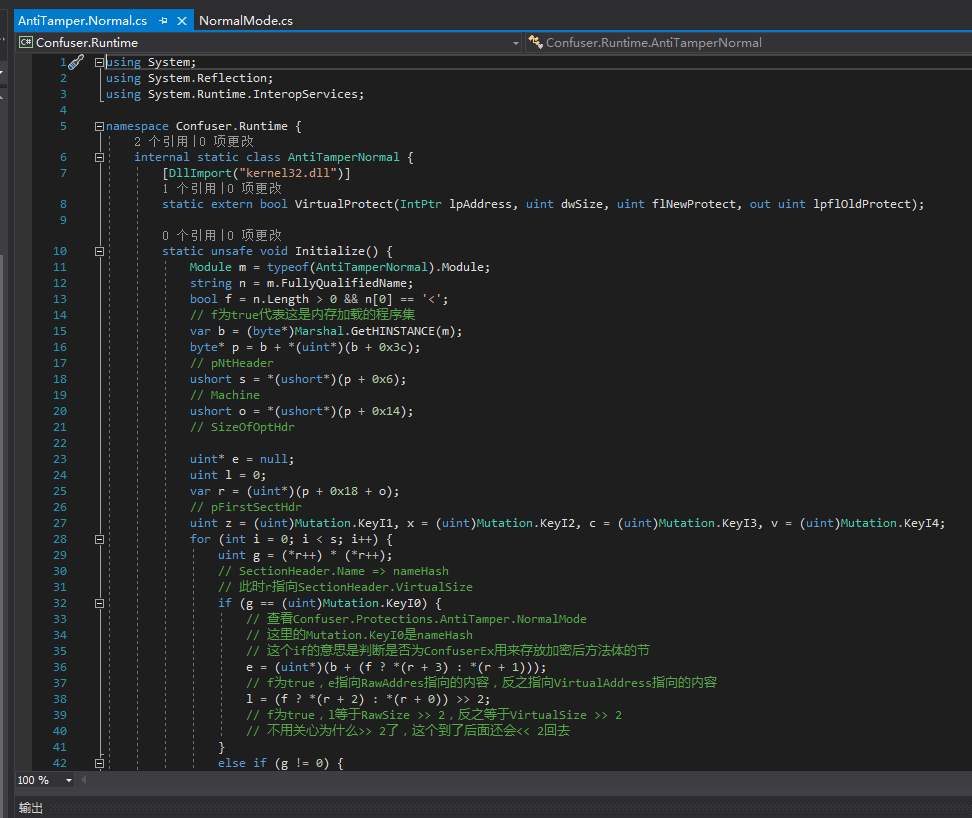 AntiTamper.Normal.cs NormalMode.cs
C# Confuser.Runtime Confuser.Runtime.AntiTamperNormal
1 using System;
2 using System.Reflection;
3 using System.Runtime.InteropServices;
4
5 namespace Confuser.Runtime {
2 个引用|0 项更改
6 internal static class AntiTamperNormal {
7 [DllImport("kernel32.dll")]
1 个引用|0 项更改
8 static extern bool VirtualProtect(IntPtr lpAddress, uint dwSize, uint flNewProtect, out uint lpflOldProtect);
9
0 个引用|0 项更改
10 static unsafe void Initialize() {
11 Module m = typeof(AntiTamperNormal).Module;
12 string n = m.FullyQualifiedName;
13 bool f = n.Length > 0 && n[0] == '<';
14 // f为true代表这是内存加载的程序集
15 var b = (byte*)Marshal.GetHINSTANCE(m);
16 byte* p = b + *(uint*)(b + 0x3c);
17 // pNtHeader
18 ushort s = *(ushort*)(p + 0x6);
19 // Machine
20 ushort o = *(ushort*)(p + 0x14);
21 // SizeOfOptHdr
22
23 uint* e = null;
24 uint l = 0;
25 var r = (uint*)(p + 0x18 + o);
26 // pFirstSectHdr
27 uint z = (uint)Mutation.KeyI1, x = (uint)Mutation.KeyI2, c = (uint)Mutation.KeyI3, v = (uint)Mutation.KeyI4;
28 for (int i = 0; i < s; i++) {
29 uint g = (*r++) * (*r++);
30 // SectionHeader.Name => nameHash
31 // 此时r指向SectionHeader.VirtualSize
32 if (g == (uint)Mutation.KeyI0) {
33 // 查看Confuser.Protections.AntiTamper.NormalMode
34 // 这里的Mutation.KeyI0是nameHash
35 // 这个if的意思是判断是否为ConfuserEx用来存放加密后方法体的节
36 e = (uint*)(b + (f ? *(r + 3) : *(r + 1)));
37 // f为true，e指向RawAddres指向的内容，反之指向VirtualAddress指向的内容
38 l = (f ? *(r + 2) : *(r + 0)) >> 2;
39 // f为true，l等于RawSize >> 2，反之等于VirtualSize >> 2
40 // 不用关心为什么>> 2了，这个到了后面还会<< 2回去
41 }
42 else if (g != 0) {
100 %
输出